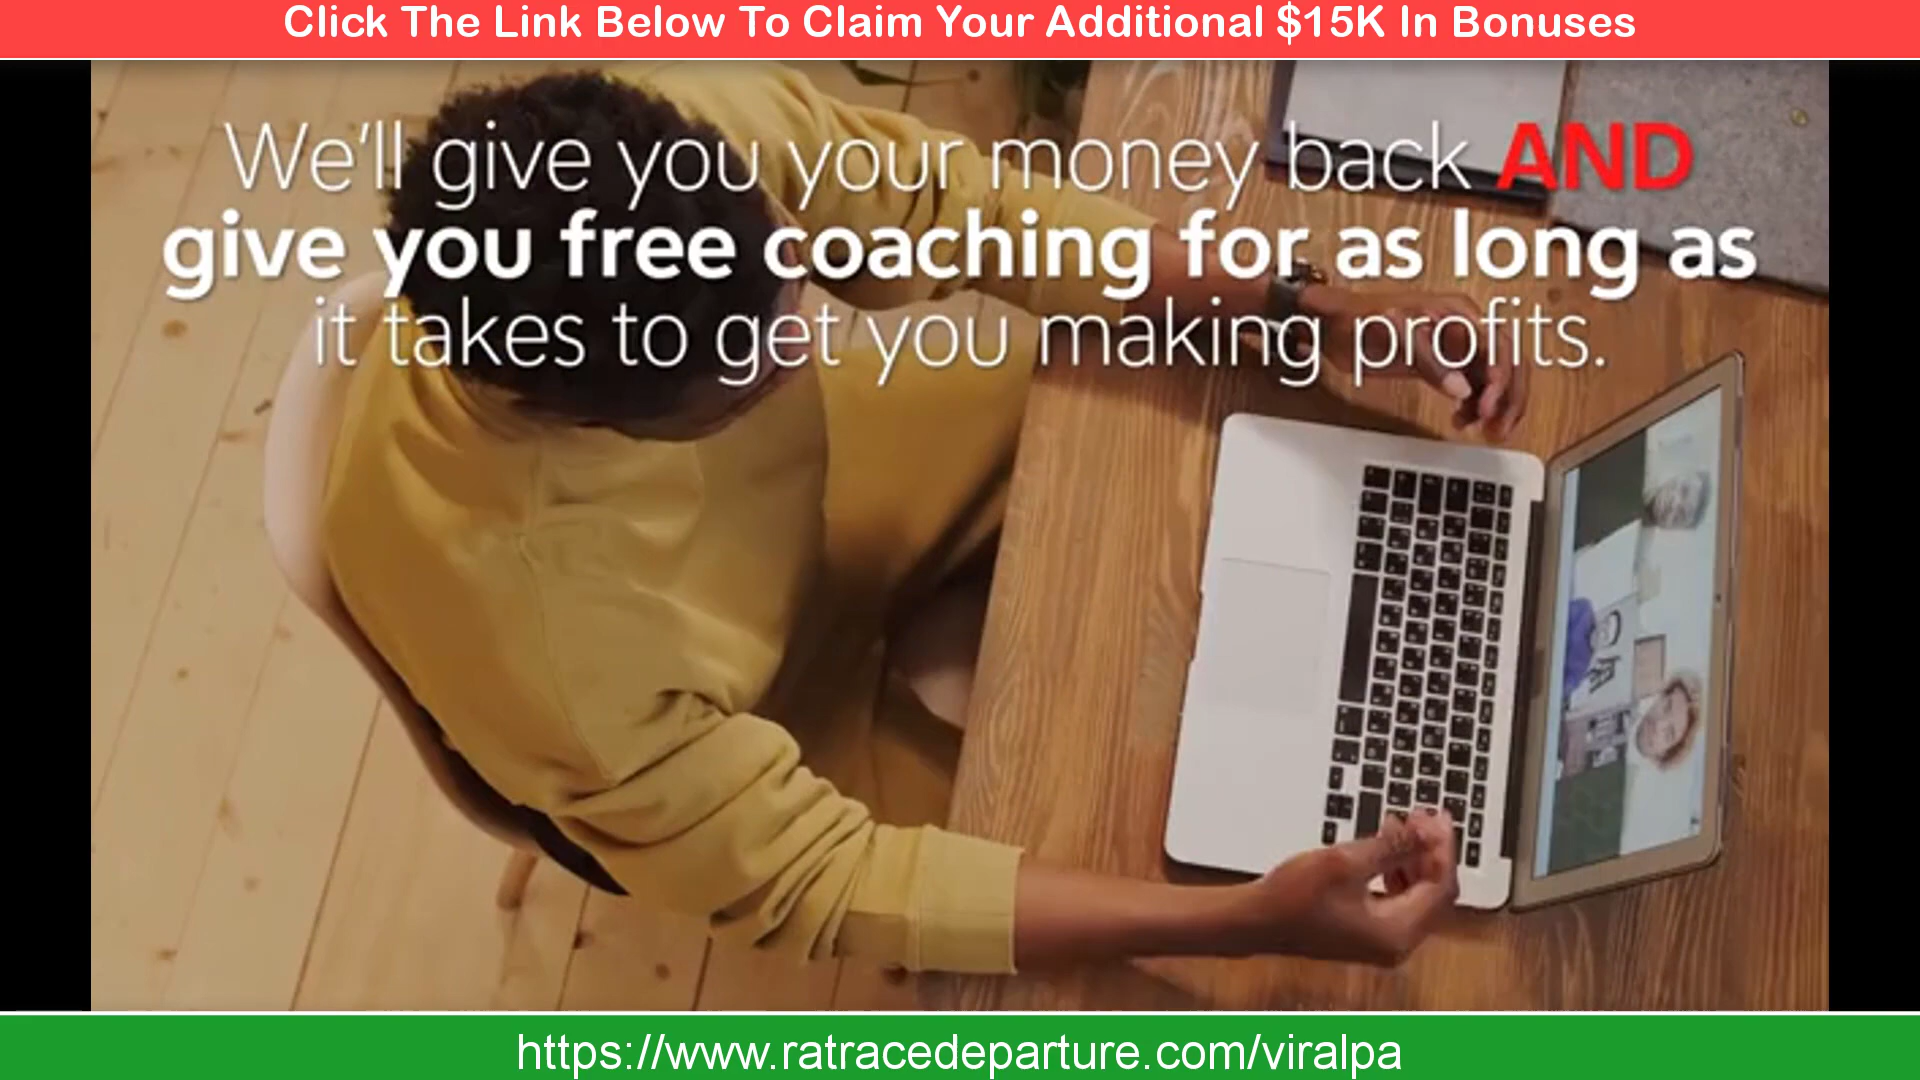 Click The Link Below To Claim Your Additional $15K In Bonuses
We'll give you your money back AND
give you free coaching for as long as
it takes to get you making profits.
https://www.ratracedeparture.com/viralpa